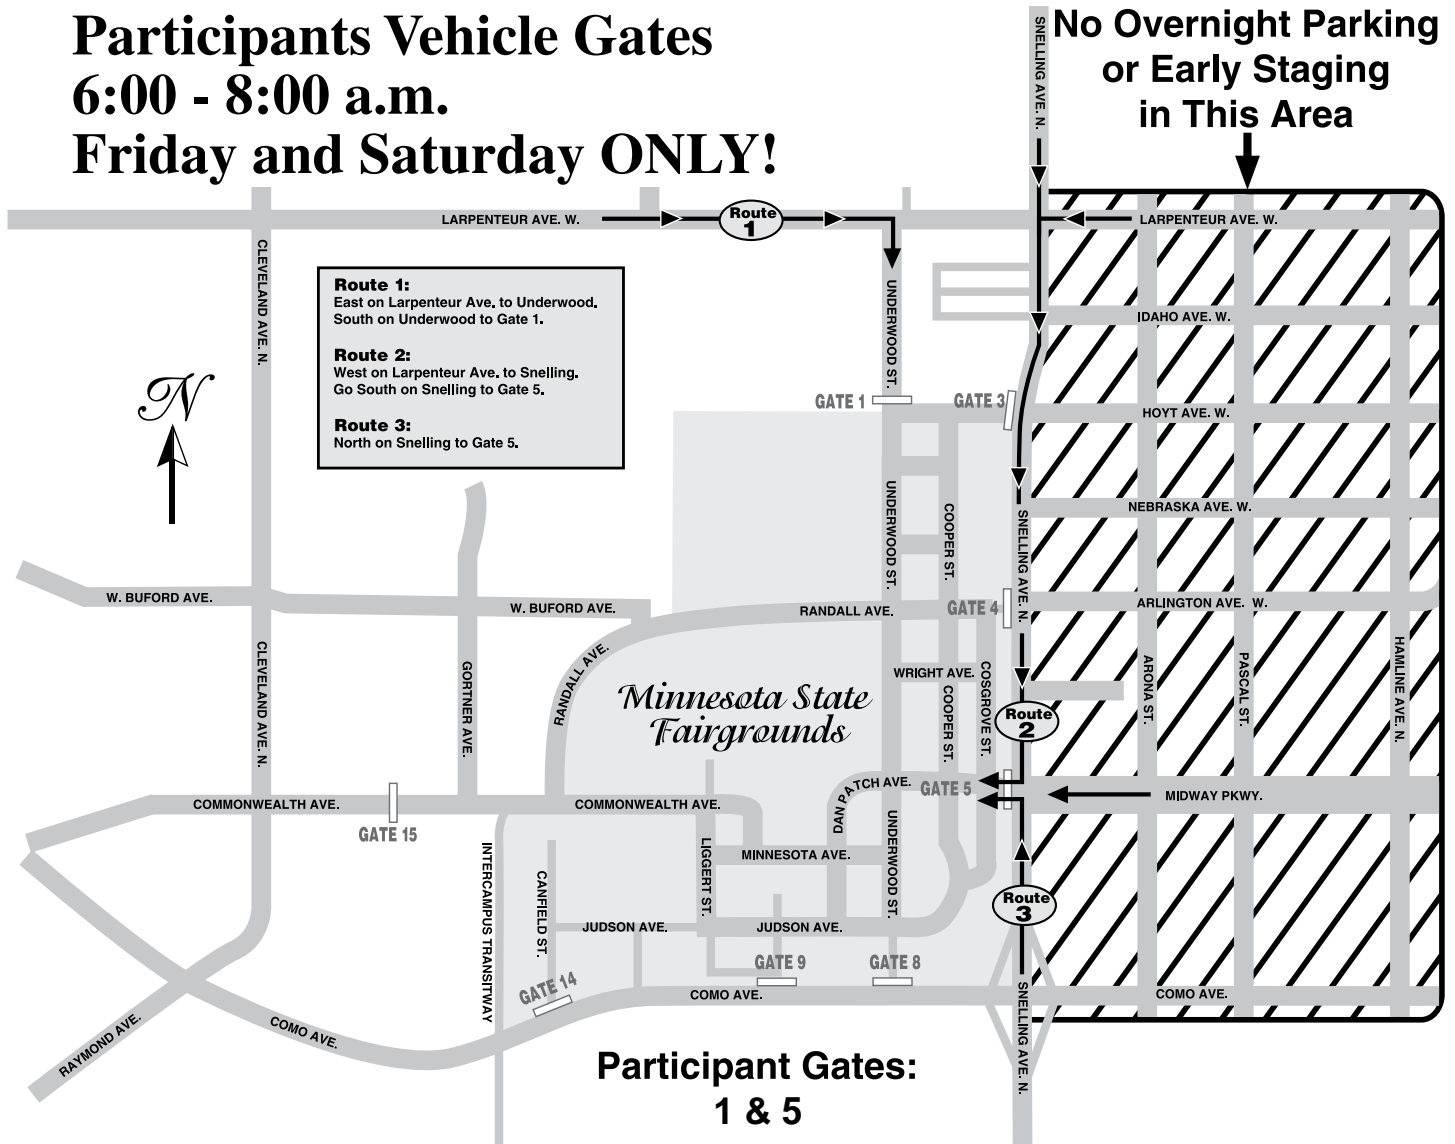 Participants Vehicle Gates
6:00 - 8:00 a.m.
Friday and Saturday ONLY!
No Overnight Parking
or Early Staging
in This Area
SNELLING AVE. N.
LARPENTEUR AVE. W.
Route
1
LARPENTEUR AVE. W.
CLEVELAND AVE. N.
Route 1:
East on Larpenteur Ave. to Underwood.
South on Underwood to Gate 1.
Route 2:
West on Larpenteur Ave. to Snelling.
Go South on Snelling to Gate 5.
Route 3:
North on Snelling to Gate 5.
UNDERWOOD ST.
IDAHO AVE. W.
N
GATE 1
GATE 3
HOYT AVE. W.
UNDERWOOD ST.
COOPER ST.
SNELLING AVE. N.
NEBRASKA AVE. W.
W. BUFORD AVE.
W. BUFORD AVE.
RANDALL AVE.
GATE 4
ARLINGTON AVE. W.
CLEVELAND AVE. N.
GORTNER AVE.
RANDALL AVE.
Minnesota State
Fairgrounds
WRIGHT AVE.
COOPER ST.
COSGROVE ST.
Route
2
ARONA ST.
PASCAL ST.
HAMLINE AVE. N.
DAN PATCH AVE.
GATE 5
MIDWAY PKWY.
COMMONWEALTH AVE.
GATE 15
COMMONWEALTH AVE.
INTERCAMPUS TRANSITWAY
CANFIELD ST.
LIGGERT ST.
MINNESOTA AVE.
UNDERWOOD ST.
Route
3
JUDSON AVE.
JUDSON AVE.
GATE 14
GATE 9
GATE 8
COMO AVE.
COMO AVE.
SNELLING AVE. N.
RAYMOND AVE.
COMO AVE.
Participant Gates:
1 & 5